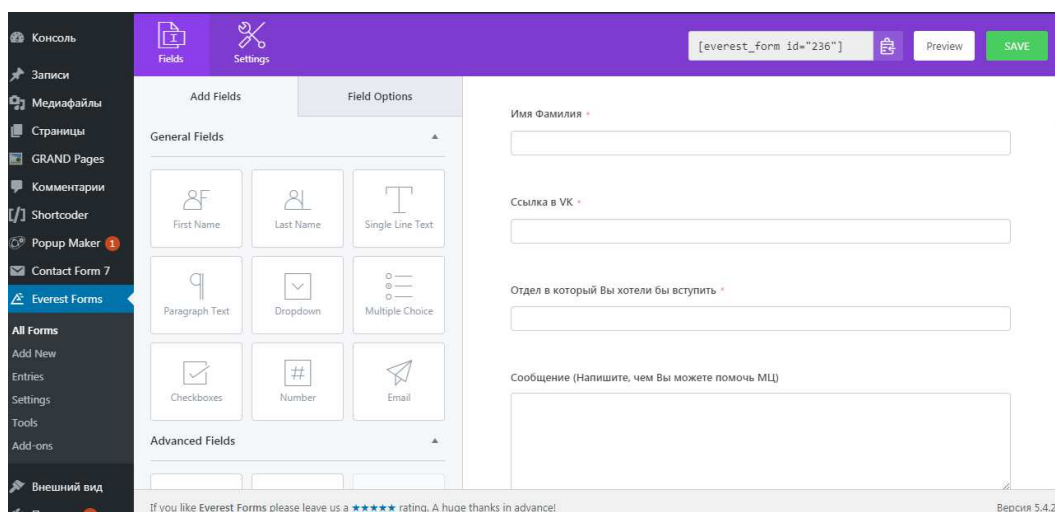 Консоль
Записи
Медиафайлы
Страницы
GRAND Pages
Комментарии
[/] Shortcoder
Popup Maker 1
Contact Form 7
Everest Forms
All Forms
Add New
Entries
Settings
Tools
Add-ons
Внешний вид
Fields
Settings
[everest_form id="236"]
Preview
SAVE
Add Fields
Field Options
General Fields
First Name
Last Name
Single Line Text
Paragraph Text
Dropdown
Multiple Choice
Checkboxes
Number
Email
Advanced Fields
Имя Фамилия *
Ссылка в VK *
Отдел в который Вы хотели бы вступить *
Сообщение (Напишите, чем Вы можете помочь МЦ)
If you like Everest Forms please leave us a ★★★★★ rating. A huge thanks in advance!
Версия 5.4.2